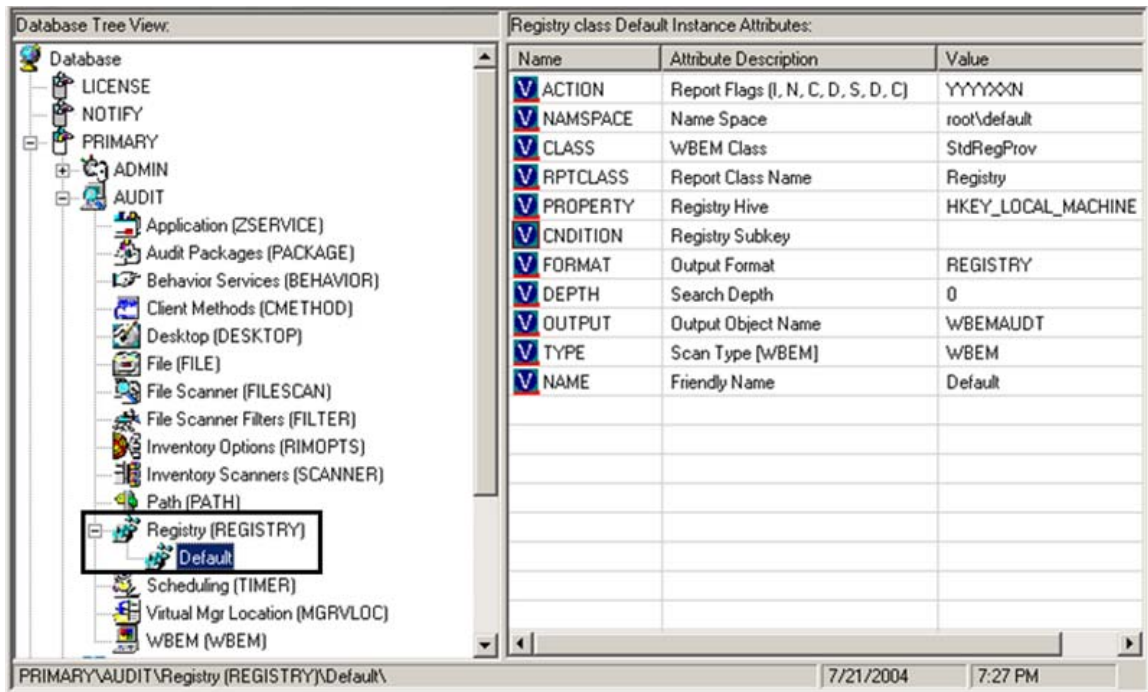 Database Tree View:
Database
LICENSE
NOTIFY
PRIMARY
ADMIN
AUDIT
Application (ZSERVICE)
Audit Packages (PACKAGE)
Behavior Services (BEHAVIOR)
Client Methods (CMETHOD)
Desktop (DESKTOP)
File (FILE)
File Scanner (FILESCAN)
File Scanner Filters (FILTER)
Inventory Options (RIMOPTS)
Inventory Scanners (SCANNER)
Path (PATH)
Registry (REGISTRY)
Default
Scheduling (TIMER)
Virtual Mgr Location (MGRVLOC)
WBEM (WBEM)
Registry class Default Instance Attributes:
Name Attribute Description Value
V ACTION Report Flags (I, N, C, D, S, D, C) YYYYXXN
V NAMSPACE Name Space root\default
V CLASS WBEM Class StdRegProv
V RPTCLASS Report Class Name Registry
V PROPERTY Registry Hive HKEY_LOCAL_MACHINE
V CNDITION Registry Subkey
V FORMAT Output Format REGISTRY
V DEPTH Search Depth 0
V OUTPUT Output Object Name WBEMAUDT
V TYPE Scan Type [WBEM] WBEM
V NAME Friendly Name Default
PRIMARY\AUDIT\Registry (REGISTRY)\Default\ 7/21/2004 7:27 PM